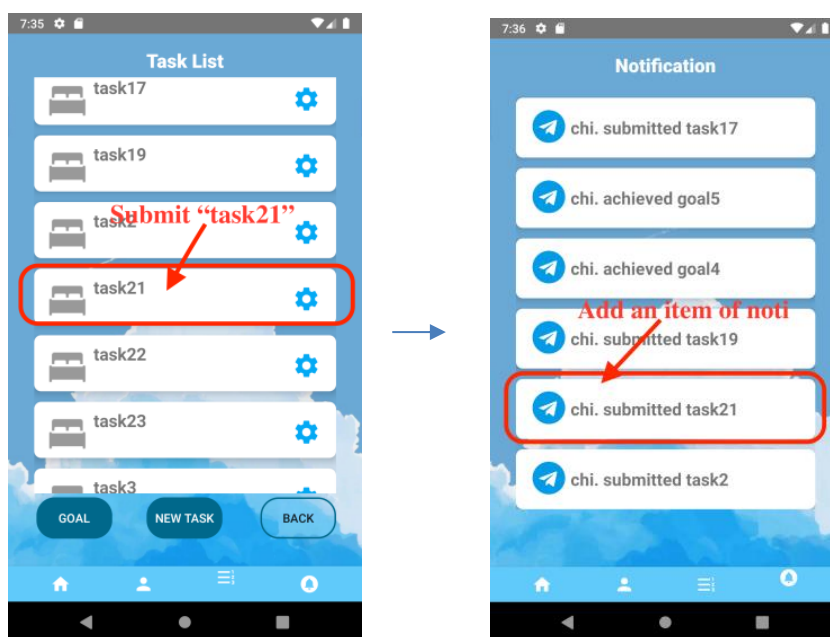 7:35
Task List
task17
task19
task2
Submit “task21”
task21
task22
task23
task3
GOAL
NEW TASK
BACK
7:36
Notification
chi. submitted task17
chi. achieved goal5
chi. achieved goal4
Add an item of noti
chi. submitted task19
chi. submitted task21
chi. submitted task2